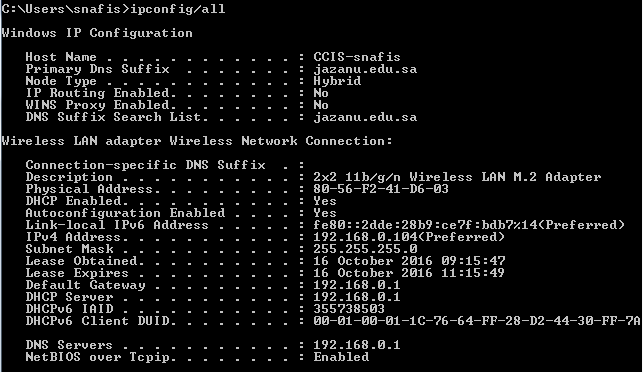 C:\Users\snafis>ipconfig/all
Windows IP Configuration
Host Name . . . . . . . . . . . . : CCIS-snafis
Primary Dns Suffix . . . . . . . : jazanu.edu.sa
Node Type . . . . . . . . . . . . : Hybrid
IP Routing Enabled. . . . . . . . : No
WINS Proxy Enabled. . . . . . . . : No
DNS Suffix Search List. . . . . . : jazanu.edu.sa
Wireless LAN adapter Wireless Network Connection:
Connection-specific DNS Suffix . :
Description . . . . . . . . . . . : 2x2 11b/g/n Wireless LAN M.2 Adapter
Physical Address. . . . . . . . . : 80-56-F2-41-D6-03
DHCP Enabled. . . . . . . . . . . : Yes
Autoconfiguration Enabled . . . . : Yes
Link-local IPv6 Address . . . . . : fe80::2dde:28b9:ce7f:bdb7%14(Preferred)
IPv4 Address. . . . . . . . . . . : 192.168.0.104(Preferred)
Subnet Mask . . . . . . . . . . . : 255.255.255.0
Lease Obtained. . . . . . . . . . : 16 October 2016 09:15:47
Lease Expires . . . . . . . . . . : 16 October 2016 11:15:49
Default Gateway . . . . . . . . . : 192.168.0.1
DHCP Server . . . . . . . . . . . : 192.168.0.1
DHCPv6 IAID . . . . . . . . . . . : 355738503
DHCPv6 Client DUID. . . . . . . . : 00-01-00-01-1C-76-64-FF-28-D2-44-30-FF-7A
DNS Servers . . . . . . . . . . . : 192.168.0.1
NetBIOS over Tcpip. . . . . . . . : Enabled